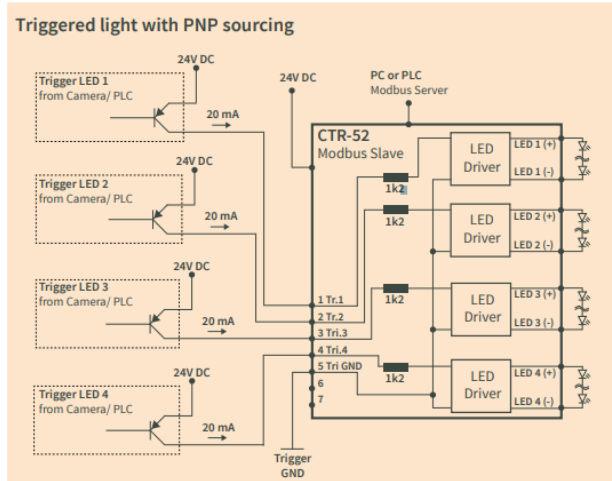 Triggered light with PNP sourcing
24V DC
Trigger LED 1
from Camera/ PLC
20 mA
24V DC
PC or PLC
Modbus Server
CTR-52
Modbus Slave
24V DC
Trigger LED 2
from Camera/ PLC
20 mA
24V DC
Trigger LED 3
from Camera/ PLC
20 mA
24V DC
Trigger LED 4
from Camera/ PLC
20 mA
1 Tr.1
2 Tr.2
3 Tri.3
4 Tri.4
5 Tri GND
6
7
Trigger
GND
1k2
1k2
1k2
1k2
LED
Driver
LED 1 (+)
LED 1 (-)
LED
Driver
LED 2 (+)
LED 2 (-)
LED
Driver
LED 3 (+)
LED 3 (-)
LED
Driver
LED 4 (+)
LED 4 (-)